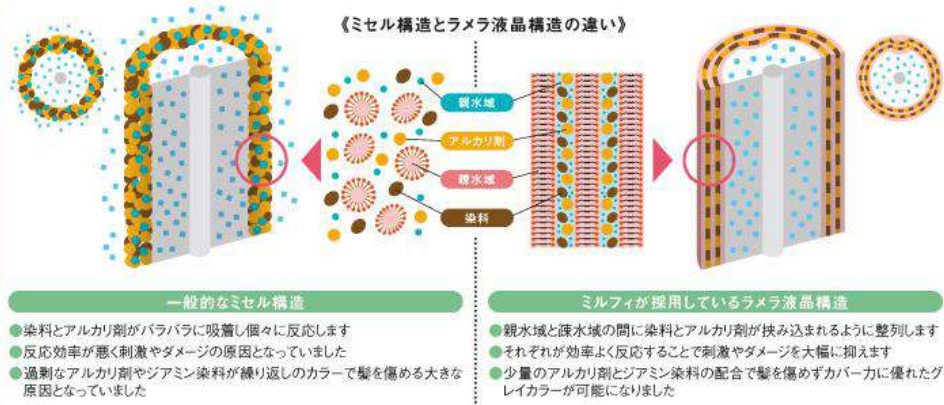 《ミセル構造とラメラ液晶構造の違い》
親水域
アルカリ剤
疎水域
染料
一般的なミセル構造
●染料とアルカリ剤がバラバラに吸着し個々に反応します
●反応効率が悪く刺激やダメージの原因となっていました
●過剰なアルカリ剤やジアミン染料が繰り返しのカラーで髪を傷める大きな
原因となっていました
ミルフィが採用しているラメラ液晶構造
●親水域と疎水域の間に染料とアルカリ剤が挟み込まれるように整列します
●それぞれが効率よく反応することで刺激やダメージを大幅に抑えます
●少量のアルカリ剤とジアミン染料の配合で髪を傷めずカバー力に優れたグ
レイカラーが可能になりました